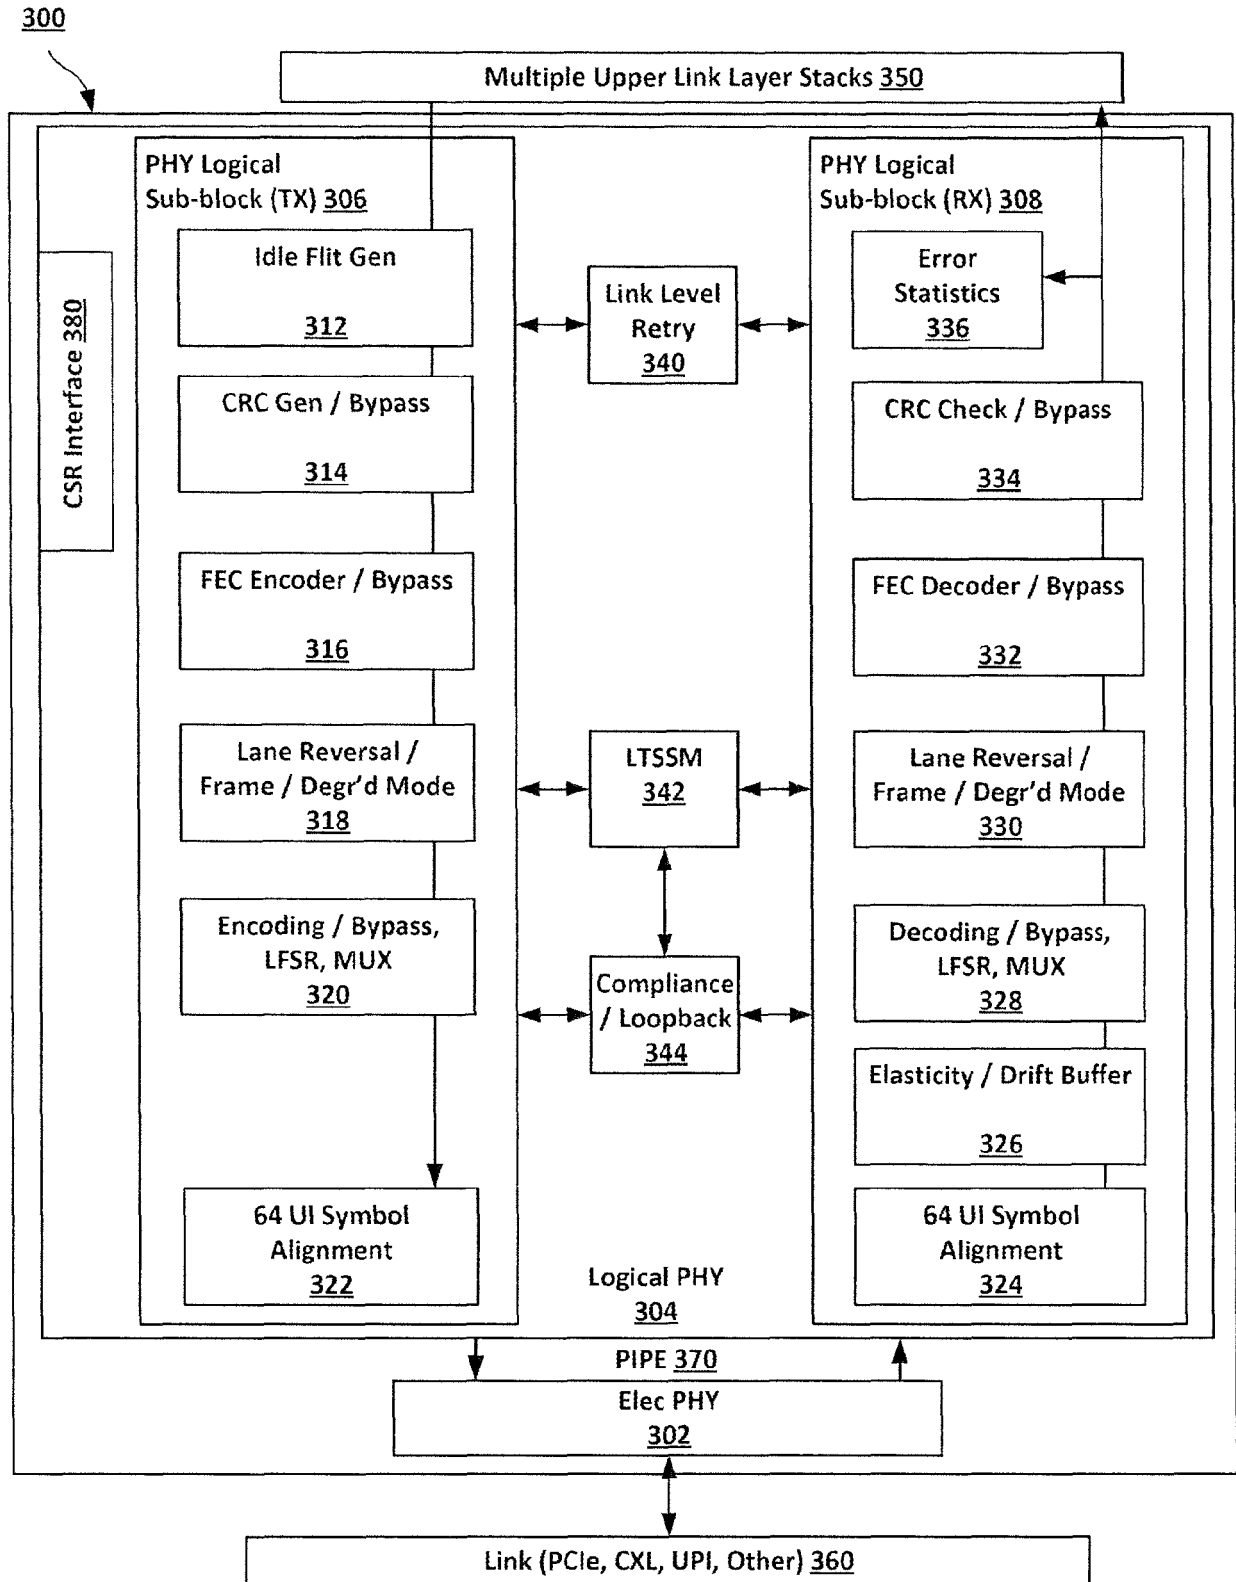 300
Multiple Upper Link Layer Stacks 350
PHY Logical
Sub-block (TX) 306
Idle Flit Gen
312
CRC Gen / Bypass
314
FEC Encoder / Bypass
316
Lane Reversal /
Frame / Degr'd Mode
318
Encoding / Bypass,
LFSR, MUX
320
64 UI Symbol
Alignment
322
CSR Interface 380
Link Level
Retry
340
LTSSM
342
Compliance
/ Loopback
344
Logical PHY
304
PHY Logical
Sub-block (RX) 308
Error
Statistics
336
CRC Check / Bypass
334
FEC Decoder / Bypass
332
Lane Reversal /
Frame / Degr'd Mode
330
Decoding / Bypass,
LFSR, MUX
328
Elasticity / Drift Buffer
326
64 UI Symbol
Alignment
324
PIPE 370
Elec PHY
302
Link (PCIe, CXL, UPI, Other) 360